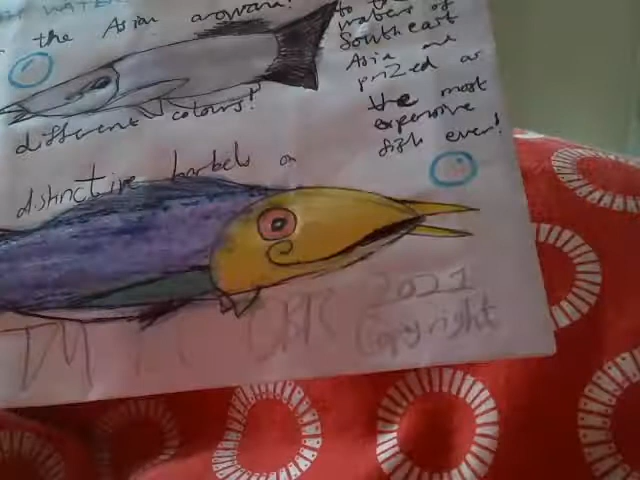 the Asian arowana!
to the
waters of
Southeast
Asia and
prized as
the most
expensive
fish ever!
different colours!
distinctive barbels on
2021
Copyright